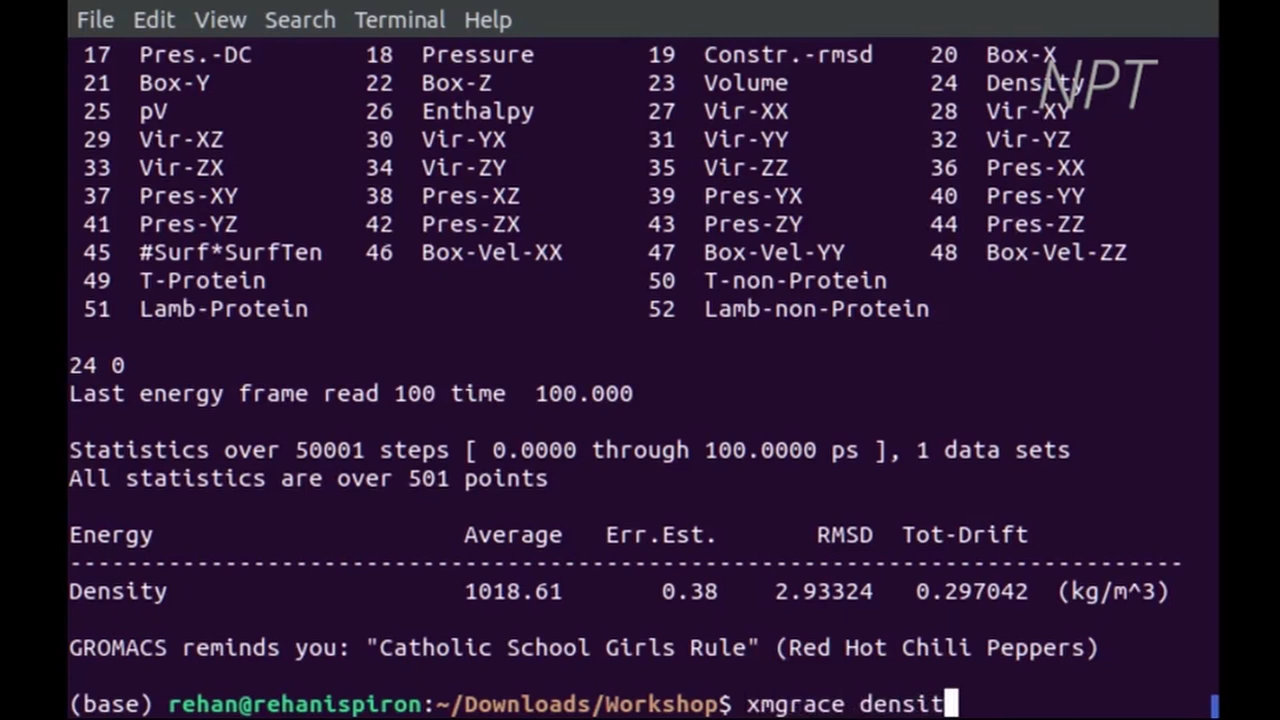 File Edit View Search Terminal Help
17 Pres.-DC 18 Pressure 19 Constr.-rmsd 20 Box-X
NPT
21 Box-Y 22 Box-Z 23 Volume 24 Density
25 pV 26 Enthalpy 27 Vir-XX 28 Vir-XY
29 Vir-XZ 30 Vir-YX 31 Vir-YY 32 Vir-YZ
33 Vir-ZX 34 Vir-ZY 35 Vir-ZZ 36 Pres-XX
37 Pres-XY 38 Pres-XZ 39 Pres-YX 40 Pres-YY
41 Pres-YZ 42 Pres-ZX 43 Pres-ZY 44 Pres-ZZ
45 #Surf*SurfTen 46 Box-Vel-XX 47 Box-Vel-YY 48 Box-Vel-ZZ
49 T-Protein 50 T-non-Protein
51 Lamb-Protein 52 Lamb-non-Protein
24 0
Last energy frame read 100 time 100.000
Statistics over 50001 steps [ 0.0000 through 100.0000 ps ], 1 data sets
All statistics are over 501 points
Energy Average Err.Est. RMSD Tot-Drift
-------------------------------------------------------------------------------
Density 1018.61 0.38 2.93324 0.297042 (kg/m^3)
GROMACS reminds you: "Catholic School Girls Rule" (Red Hot Chili Peppers)
(base) rehan@rehanispiron:~/Downloads/Workshop$ xmgrace densit